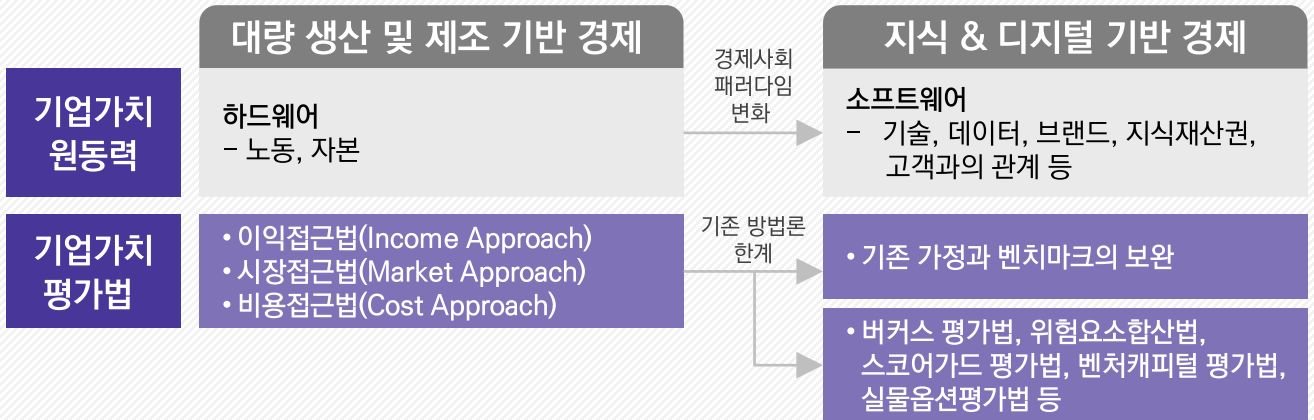 대량 생산 및 제조 기반 경제
경제사회
패러다임
변화
지식 & 디지털 기반 경제
기업가치
원동력
하드웨어
– 노동, 자본
소프트웨어
– 기술, 데이터, 브랜드, 지식재산권,
고객과의 관계 등
기업가치
평가법
• 이익접근법(Income Approach)
• 시장접근법(Market Approach)
• 비용접근법(Cost Approach)
기존 방법론
한계
• 기존 가정과 벤치마크의 보완
• 버커스 평가법, 위험요소합산법,
스코어가드 평가법, 벤처캐피털 평가법,
실물옵션평가법 등